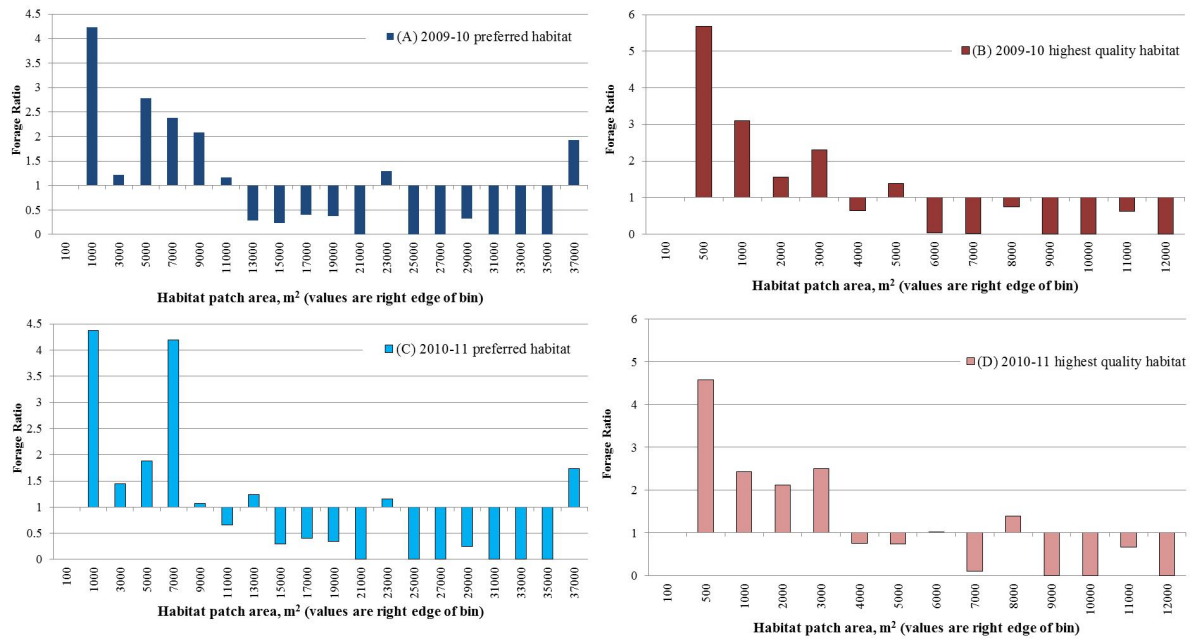 4.5
4
3.5
3
2.5
2
1.5
1
0.5
0
Forage Ratio
(A) 2009-10 preferred habitat
100 1000 3000 5000 7000 9000 11000 13000 15000 17000 19000 21000 23000 25000 27000 29000 31000 33000 35000 37000
Habitat patch area, m² (values are right edge of bin)
6
5
4
3
2
1
0
Forage Ratio
(B) 2009-10 highest quality habitat
100 500 1000 2000 3000 4000 5000 6000 7000 8000 9000 10000 11000 12000
Habitat patch area, m² (values are right edge of bin)
4.5
4
3.5
3
2.5
2
1.5
1
0.5
0
Forage Ratio
(C) 2010-11 preferred habitat
100 1000 3000 5000 7000 9000 11000 13000 15000 17000 19000 21000 23000 25000 27000 29000 31000 33000 35000 37000
Habitat patch area, m² (values are right edge of bin)
6
5
4
3
2
1
0
Forage Ratio
(D) 2010-11 highest quality habitat
100 500 1000 2000 3000 4000 5000 6000 7000 8000 9000 10000 11000 12000
Habitat patch area, m² (values are right edge of bin)